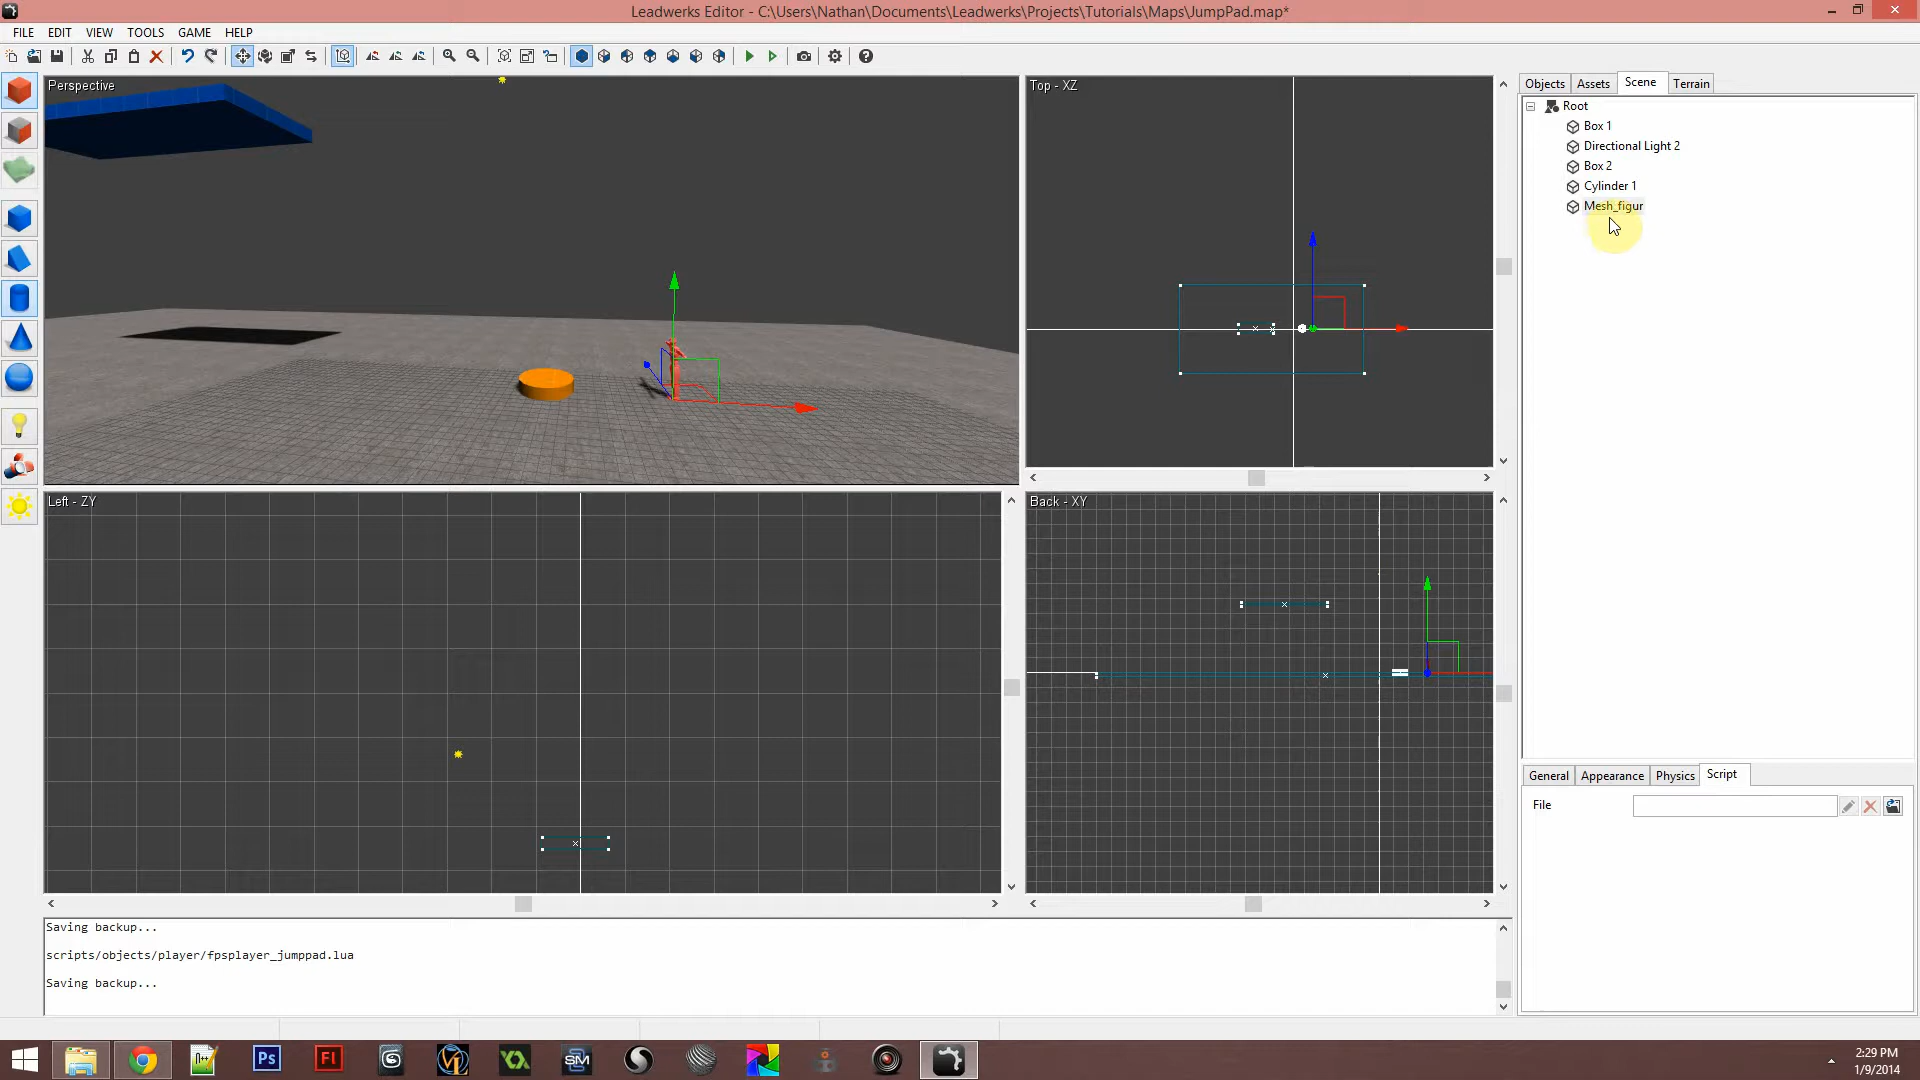 Leadwerks Editor - C:\Users\Nathan\Documents\Leadwerks\Projects\Tutorials\Maps\JumpPad.map*
FILE EDIT VIEW TOOLS GAME HELP
Perspective
Top - XZ
Objects Assets Scene Terrain
Root
Box 1
Directional Light 2
Box 2
Cylinder 1
Mesh_figur
Left - ZY
Back - XY
General Appearance Physics Script
File
Saving backup...
scripts/objects/player/fpsplayer_jumppad.lua
Saving backup...
Ps
Fl
SM
2:29 PM
1/9/2014